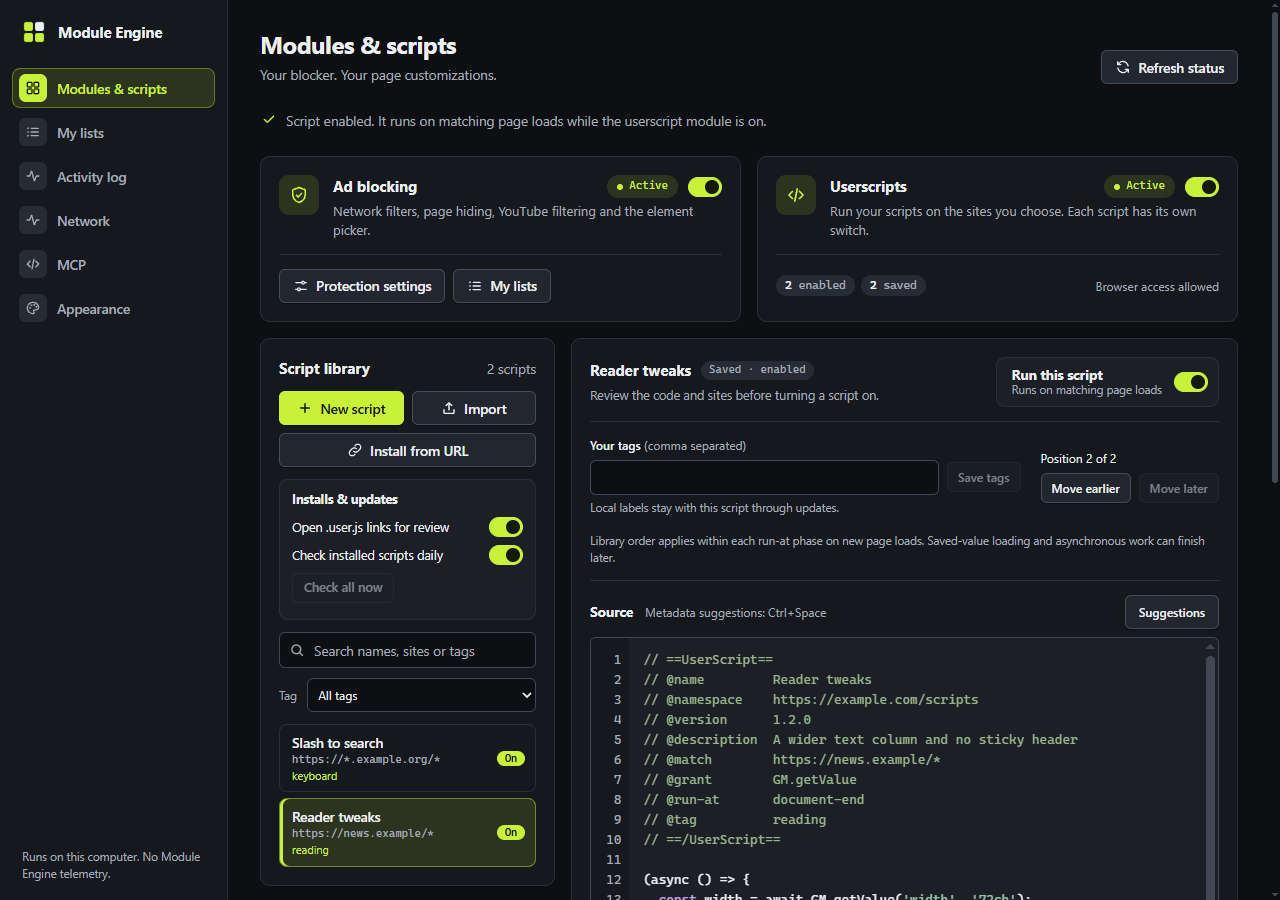 Module Engine
Modules & scripts
My lists
Activity log
Network
MCP
Appearance
Runs on this computer. No Module
Engine telemetry.
Modules & scripts
Your blocker. Your page customizations.
Refresh status
Script enabled. It runs on matching page loads while the userscript module is on.
Ad blocking
Active
Network filters, page hiding, YouTube filtering and the element
picker.
Protection settings
My lists
Userscripts
Active
Run your scripts on the sites you choose. Each script has its own
switch.
2 enabled
2 saved
Browser access allowed
Script library
2 scripts
New script
Import
Install from URL
Installs & updates
Open .user.js links for review
Check installed scripts daily
Check all now
Search names, sites or tags
Tag
All tags
Slash to search
https://*.example.org/*
keyboard
On
Reader tweaks
https://news.example/*
reading
On
Reader tweaks
Saved · enabled
Review the code and sites before turning a script on.
Run this script
Runs on matching page loads
Your tags (comma separated)
Save tags
Local labels stay with this script through updates.
Position 2 of 2
Move earlier
Move later
Library order applies within each run-at phase on new page loads. Saved-value loading and asynchronous work can finish
later.
Source
Metadata suggestions: Ctrl+Space
Suggestions
1 // ==UserScript==
2 // @name         Reader tweaks
3 // @namespace    https://example.com/scripts
4 // @version      1.2.0
5 // @description  A wider text column and no sticky header
6 // @match        https://news.example/*
7 // @grant        GM.getValue
8 // @run-at       document-end
9 // @tag          reading
10 // ==/UserScript==
11
12 (async () => {
13 const width = await GM.getValue('width', '72ch');